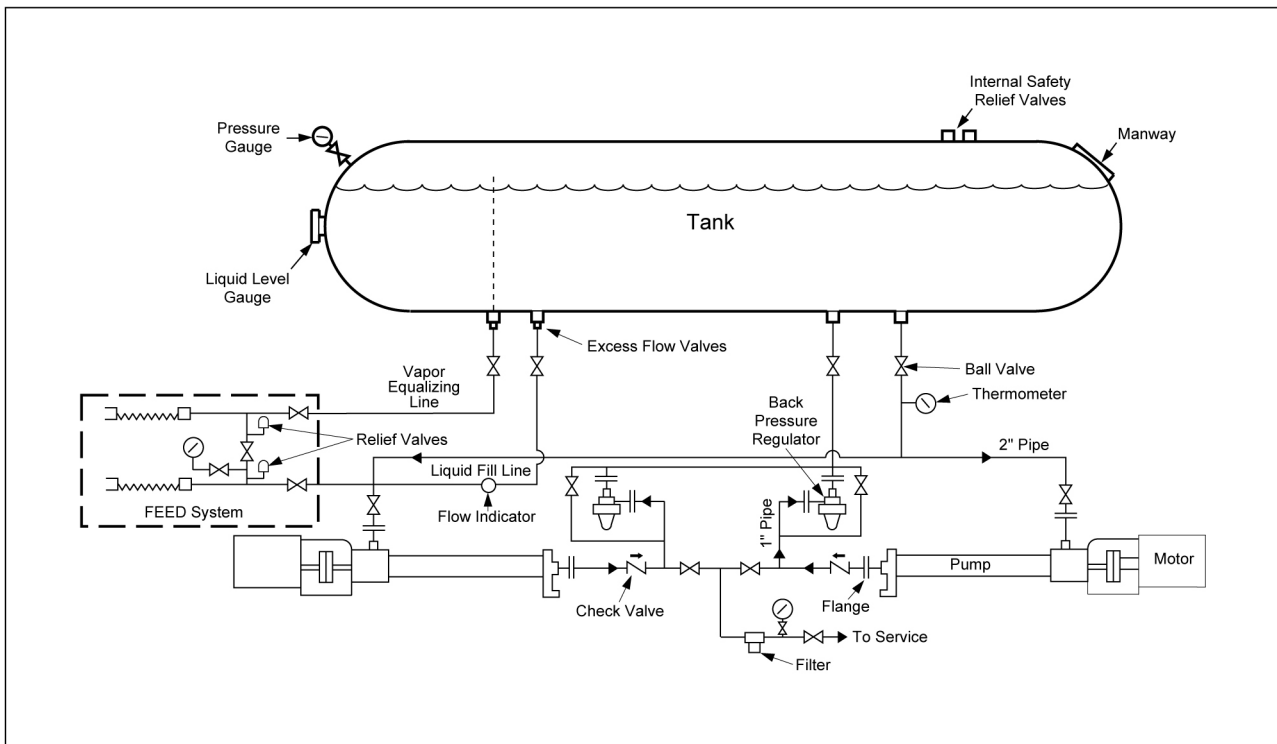 Internal Safety
Relief Valves
Pressure
Gauge
Manway
Tank
Liquid Level
Gauge
Excess Flow Valves
Ball Valve
Vapor
Equalizing
Line
Thermometer
Back
Pressure
Regulator
Relief Valves
2" Pipe
Liquid Fill Line
FEED System
Flow Indicator
1" Pipe
Pump
Motor
Check Valve
Flange
To Service
Filter